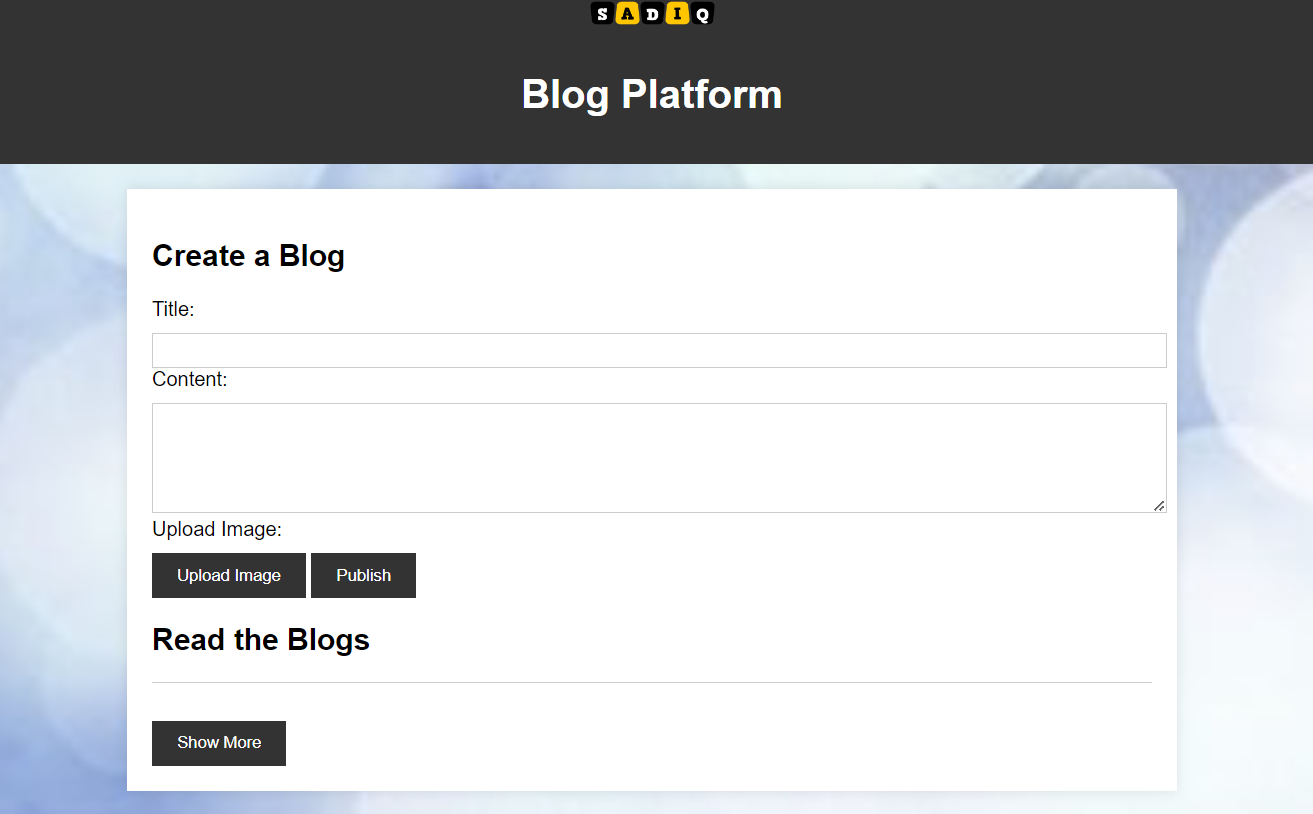 SADIQ
Blog Platform
Create a Blog
Title:
Content:
Upload Image:
Upload Image Publish
Read the Blogs
Show More